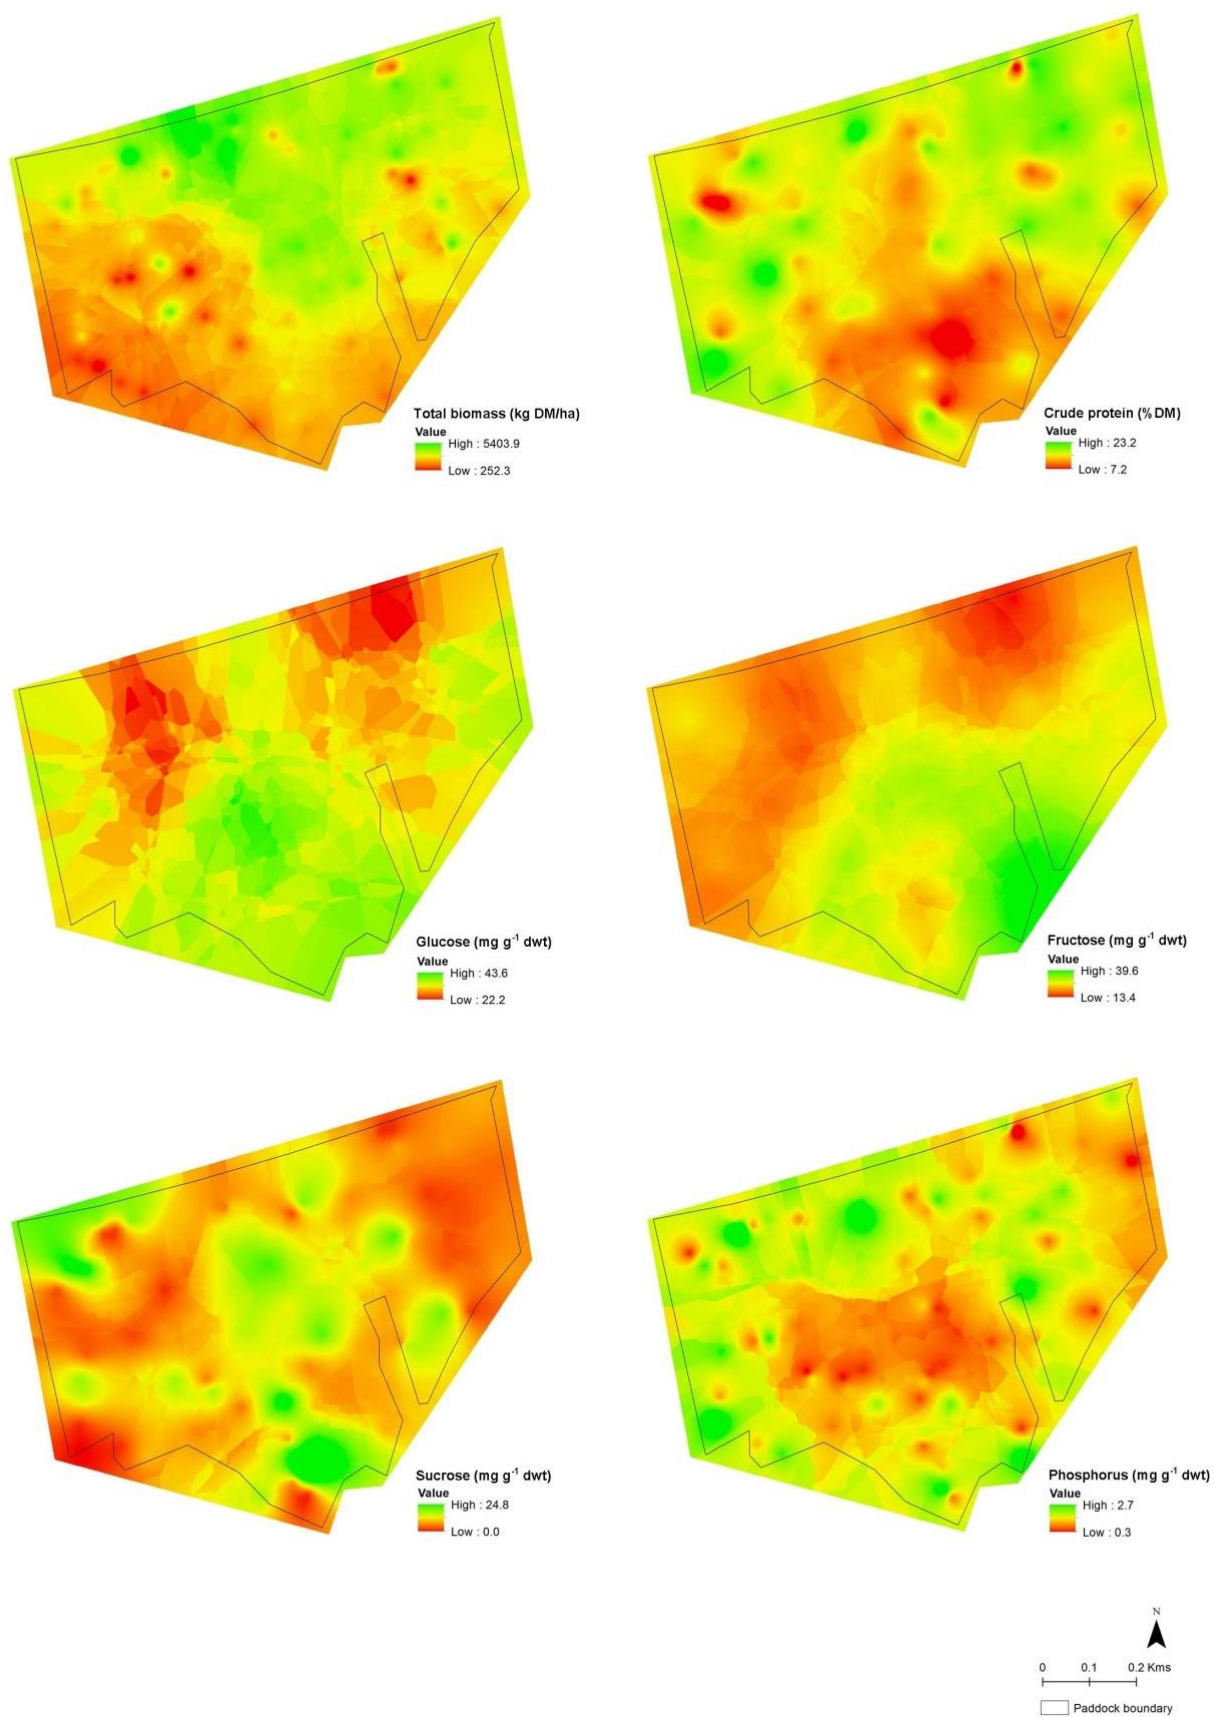 Total biomass (kg DM/ha)
Value
High : 5403.9
Low : 252.3
Crude protein (%DM)
Value
High : 23.2
Low : 7.2
Glucose (mg g⁻¹ dwt)
Value
High : 43.6
Low : 22.2
Fructose (mg g⁻¹ dwt)
Value
High : 39.6
Low : 13.4
Sucrose (mg g⁻¹ dwt)
Value
High : 24.8
Low : 0.0
Phosphorus (mg g⁻¹ dwt)
Value
High : 2.7
Low : 0.3
N
0 0.1 0.2 Kms
Paddock boundary